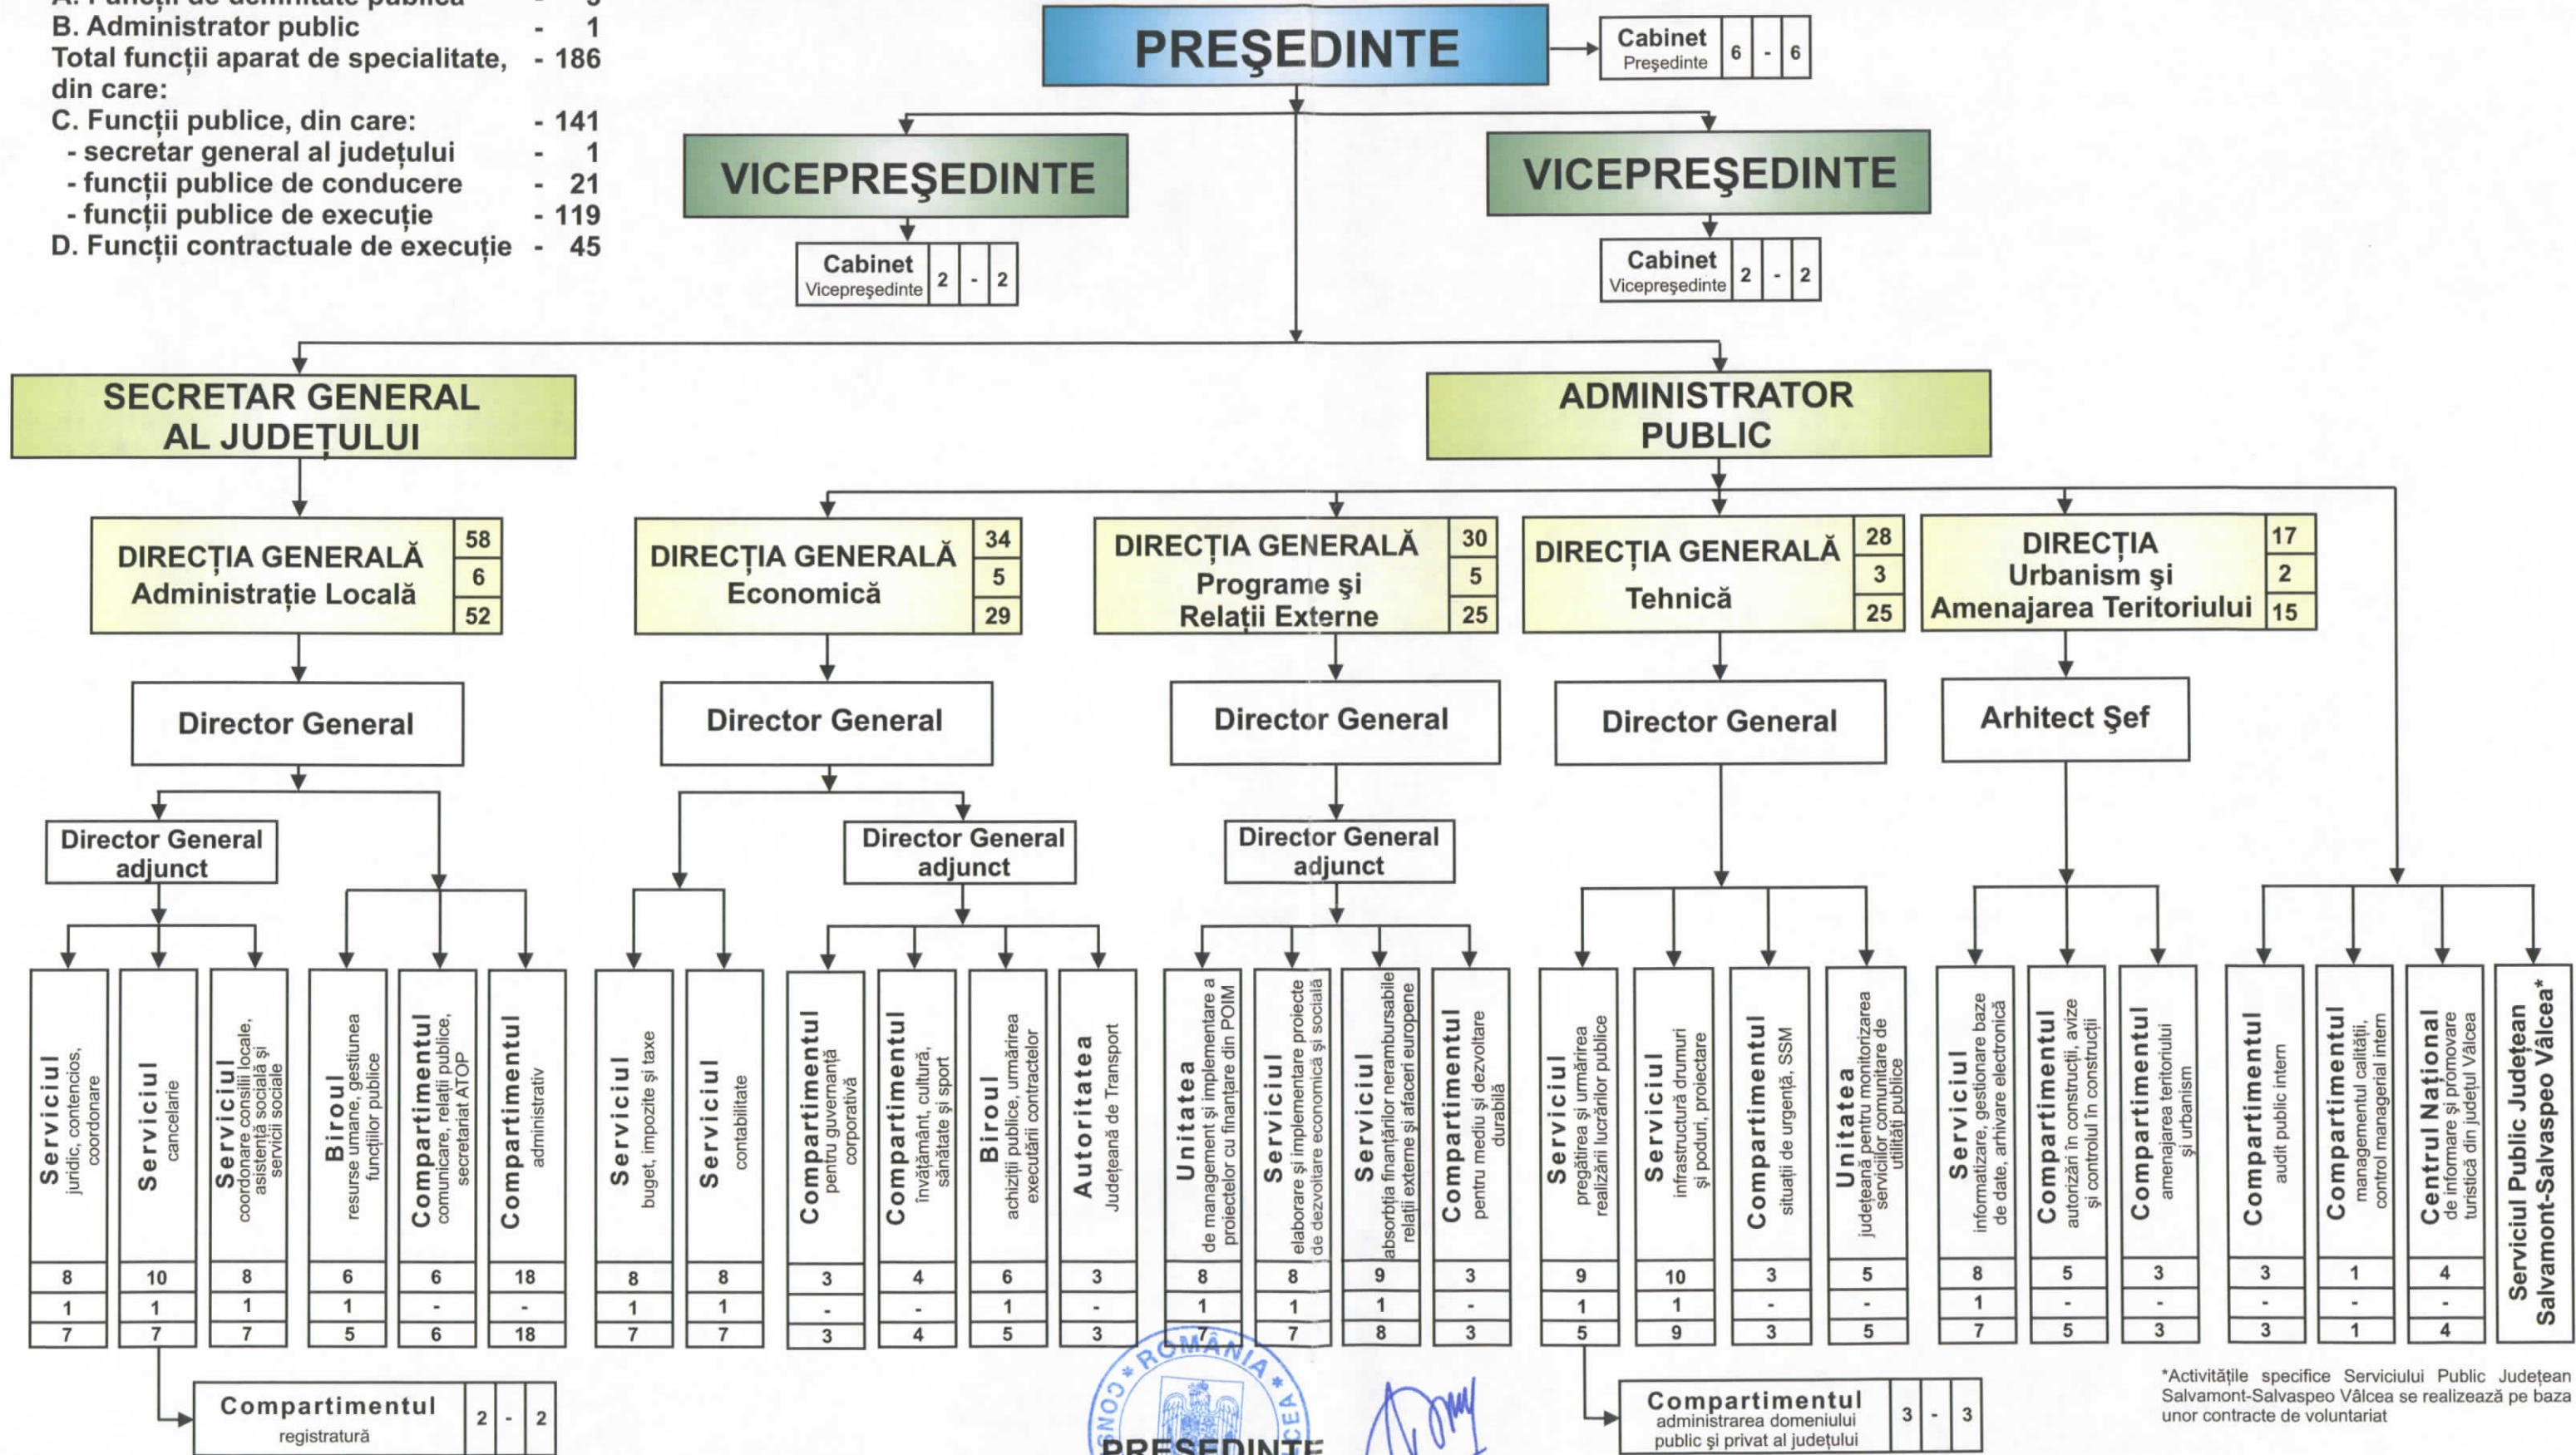 B. Administrator public - 1
Total funcții aparat de specialitate, - 186
din care:
C. Funcții publice, din care: - 141
- secretar general al județului - 1
- funcții publice de conducere - 21
- funcții publice de execuție - 119
D. Funcții contractuale de execuție - 45
PREŞEDINTE
Cabinet
Preşedinte
6 - 6
VICEPREŞEDINTE
VICEPREŞEDINTE
Cabinet
Vicepreşedinte
2 - 2
Cabinet
Vicepreşedinte
2 - 2
SECRETAR GENERAL
AL JUDEȚULUI
ADMINISTRATOR
PUBLIC
DIRECȚIA GENERALĂ
Administrație Locală
58
6
52
DIRECȚIA GENERALĂ
Economică
34
5
29
DIRECȚIA GENERALĂ
Programe şi
Relații Externe
30
5
25
DIRECȚIA GENERALĂ
Tehnică
28
3
25
DIRECȚIA
Urbanism şi
Amenajarea Teritoriului
17
2
15
Director General
Director General
Director General
Director General
Arhitect Şef
Director General
adjunct
Director General
adjunct
Director General
adjunct
Serviciul
juridic, contencios,
coordonare
8
1
7
Serviciul
cancelarie
10
1
7
Serviciul
coordonare consilii locale,
asistență socială şi
servicii sociale
8
1
7
Biroul
resurse umane, gestiunea
funcțiilor publice
6
1
5
Compartimentul
comunicare, relații publice,
secretariat ATOP
6
-
6
Compartimentul
administrativ
18
-
18
Serviciul
buget, impozite şi taxe
8
1
7
Serviciul
contabilitate
8
1
7
Compartimentul
pentru guvernanță
corporativă
3
-
3
Compartimentul
învățământ, cultură,
sănătate şi sport
4
-
4
Biroul
achiziții publice, urmărirea
executării contractelor
6
1
5
Autoritatea
Județeană de Transport
3
-
3
Unitatea
de management şi implementare a
proiectelor cu finanțare din POIM
8
1
7
Serviciul
elaborare şi implementare proiecte
de dezvoltare economică şi socială
8
1
7
Serviciul
absorbția finanțărilor nerambursabile
relații externe şi afaceri europene
9
1
8
Compartimentul
pentru mediu şi dezvoltare
durabilă
3
-
3
Serviciul
pregătirea şi urmărirea
realizării lucrărilor publice
9
1
5
Serviciul
infrastructură drumuri
şi poduri, proiectare
10
1
9
Compartimentul
situații de urgență, SSM
3
-
3
Unitatea
județeană pentru monitorizarea
serviciilor comunitare de
utilități publice
5
-
5
Serviciul
informatizare, gestionare baze
de date, arhivare electronică
8
1
7
Compartimentul
autorizări în construcții, avize
şi controlul în construcții
5
-
5
Compartimentul
amenajarea teritoriului
şi urbanism
3
-
3
Compartimentul
audit public intern
3
-
3
Compartimentul
managementul calității,
control managerial intern
1
-
1
Centrul Național
de informare şi promovare
turistică din județul Vâlcea
4
-
4
Serviciul Public Județean
Salvamont-Salvaspeo Vâlcea*
Compartimentul
registratură
2 - 2
Compartimentul
administrarea domeniului
public şi privat al județului
3 - 3
*Activitățile specifice Serviciului Public Județean
Salvamont-Salvaspeo Vâlcea se realizează pe baza
unor contracte de voluntariat
* ROMÂNIA *
PREŞEDINTE